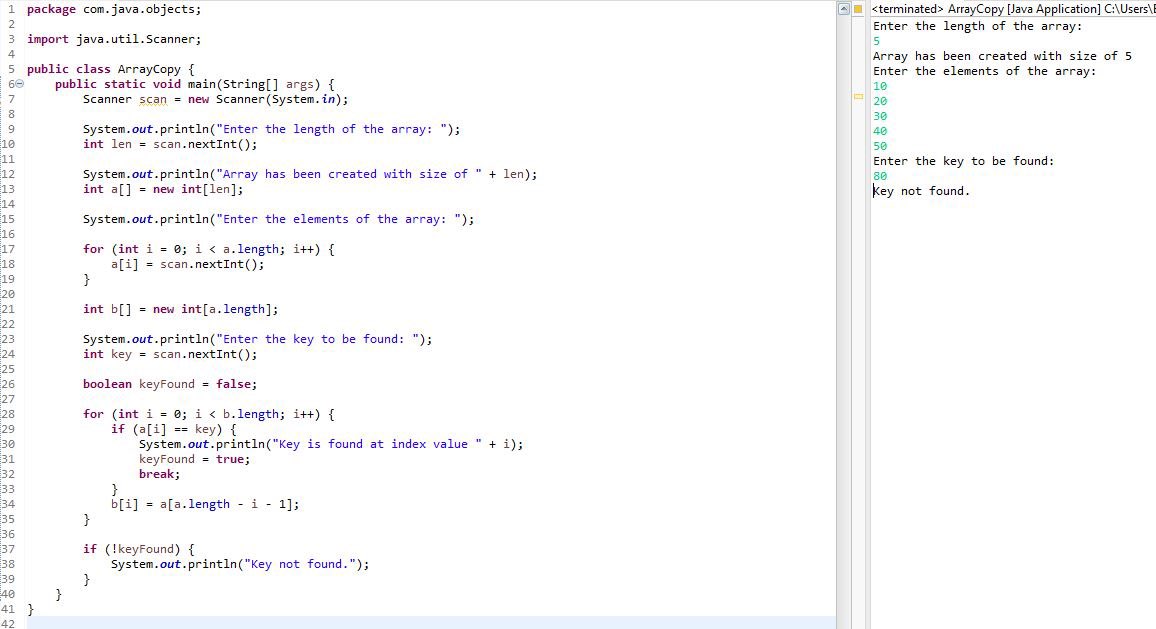 1 package com.java.objects;
2
3 import java.util.Scanner;
4
5 public class ArrayCopy {
6 public static void main(String[] args) {
7 Scanner scan = new Scanner(System.in);
8
9 System.out.println("Enter the length of the array: ");
10 int len = scan.nextInt();
11
12 System.out.println("Array has been created with size of " + len);
13 int a[] = new int[len];
14
15 System.out.println("Enter the elements of the array: ");
16
17 for (int i = 0; i < a.length; i++) {
18 a[i] = scan.nextInt();
19 }
20
21 int b[] = new int[a.length];
22
23 System.out.println("Enter the key to be found: ");
24 int key = scan.nextInt();
25
26 boolean keyFound = false;
27
28 for (int i = 0; i < b.length; i++) {
29 if (a[i] == key) {
30 System.out.println("Key is found at index value " + i);
31 keyFound = true;
32 break;
33 }
34 b[i] = a[a.length - i - 1];
35 }
36
37 if (!keyFound) {
38 System.out.println("Key not found.");
39 }
40 }
41 }
42
<terminated> ArrayCopy [Java Application] C:\Users\
Enter the length of the array:
5
Array has been created with size of 5
Enter the elements of the array:
10
20
30
40
50
Enter the key to be found:
80
Key not found.